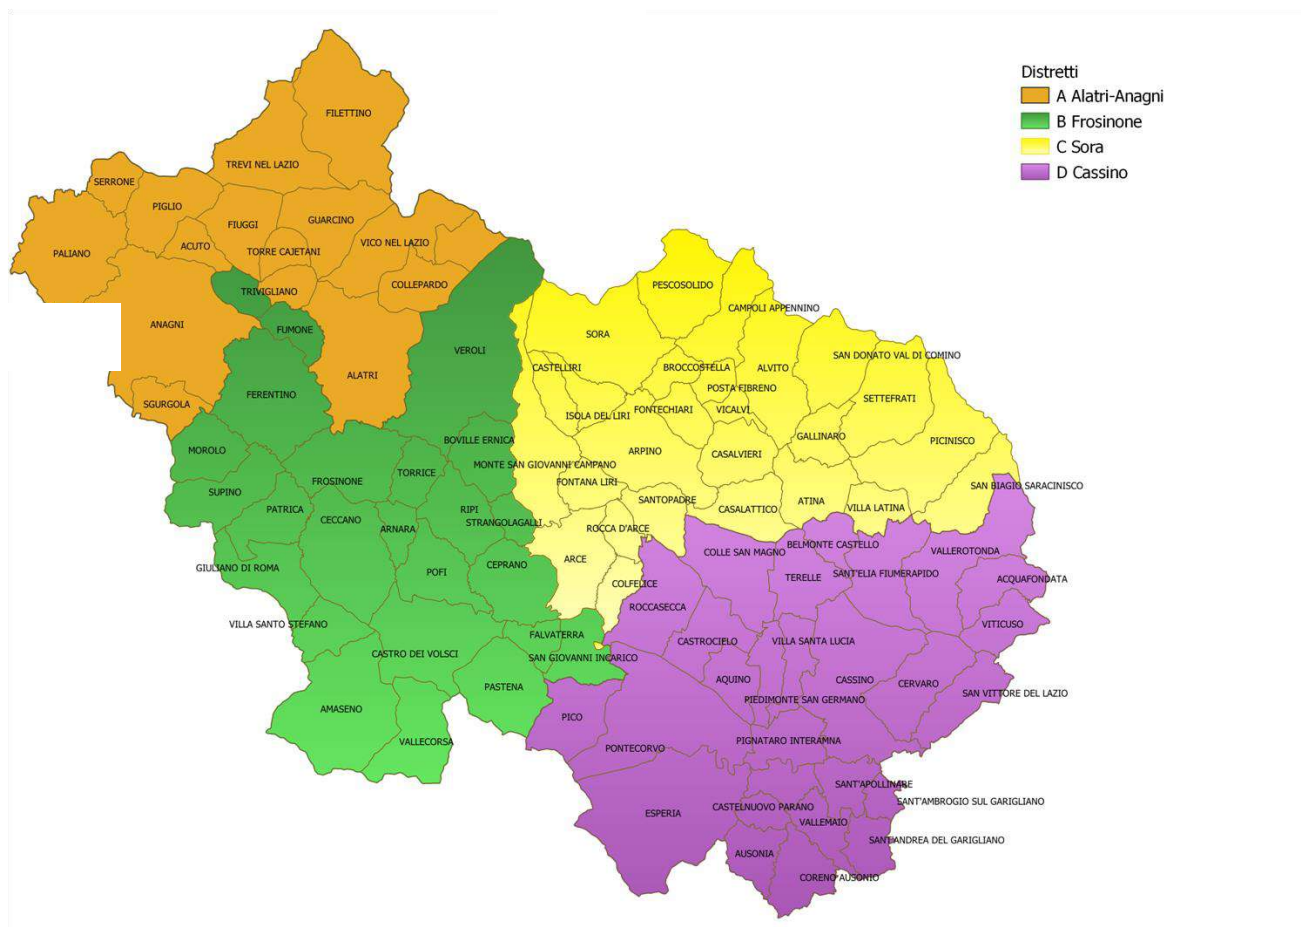 Distretti
A Alatri-Anagni
B Frosinone
C Sora
D Cassino
FILETTINO
TREVI NEL LAZIO
SERRONE
PIGLIO
FIUGGI
GUARCINO
ACUTO
TORRE CAJETANI
VICO NEL LAZIO
PALIANO
COLLEPARDO
TRIVIGLIANO
ANAGNI
FUMONE
VEROLI
ALATRI
SGURGOLA
FERENTINO
PESCOSOLIDO
CAMPOLI APPENNINO
SORA
SAN DONATO VAL DI COMINO
CASTELLIRI
BROCCOSTELLA
ALVITO
POSTA FIBRENO
SETTEFRATI
ISOLA DEL LIRI
FONTECHIARI
VICALVI
GALLINARO
PICINISCO
MOROLO
BOVILLE ERNICA
ARPINO
CASALVIERI
MONTE SAN GIOVANNI CAMPANO
TORRICE
FROSINONE
FONTANA LIRI
SAN BIAGIO SARACINISCO
SUPINO
SANTOPADRE
ATINA
PATRICA
RIPI
CASALATTICO
VILLA LATINA
CECCANO
STRANGOLAGALLI
ARNARA
ROCCA D'ARCE
BELMONTE CASTELLO
COLLE SAN MAGNO
VALLEROTONDA
ARCE
CEPRANO
GIULIANO DI ROMA
POFI
COLFELICE
TERELLE
SANT'ELIA FIUMERAPIDO
ACQUAFONDATA
ROCCASECCA
VILLA SANTO STEFANO
VITICUSO
FALVATERRA
CASTROCIELO
VILLA SANTA LUCIA
CASTRO DEI VOLSCI
SAN GIOVANNI INCARICO
AQUINO
CASSINO
CERVARO
PASTENA
SAN VITTORE DEL LAZIO
PIEDIMONTE SAN GERMANO
AMASENO
PICO
VALLECORSA
PONTECORVO
PIGNATARO INTERAMNA
SANT'APOLLINARE
SANT'AMBROGIO SUL GARIGLIANO
CASTELNUOVO PARANO
ESPERIA
VALLEMAIO
SANT'ANDREA DEL GARIGLIANO
AUSONIA
CORENO AUSONIO